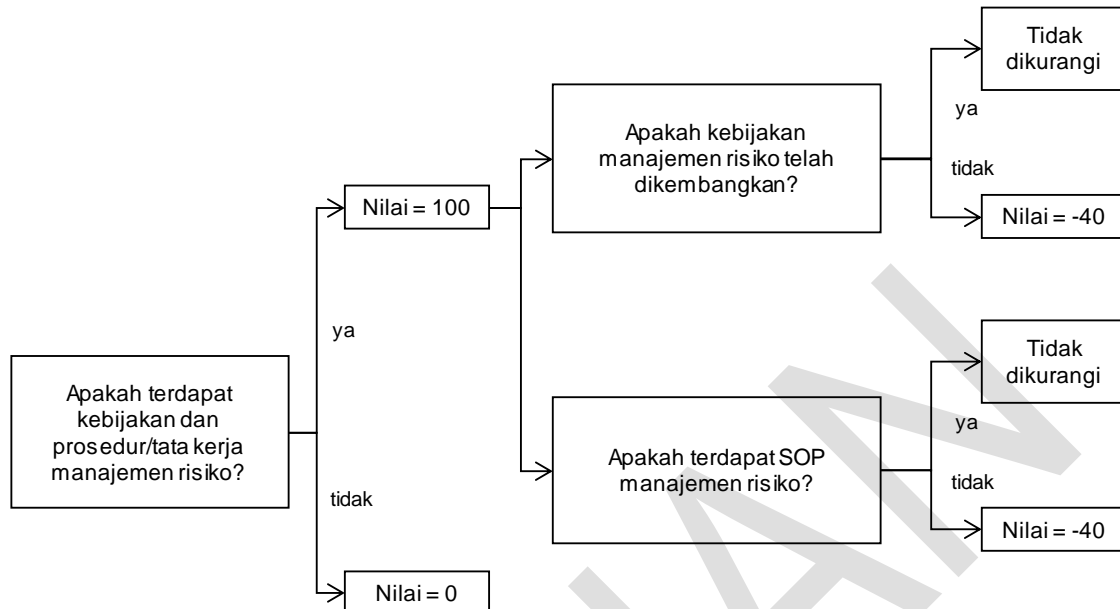 Apakah terdapat
kebijakan dan
prosedur/tata kerja
manajemen risiko?
ya
tidak
Nilai = 100
Nilai = 0
Apakah kebijakan
manajemen risiko telah
dikembangkan?
ya
tidak
Tidak
dikurangi
Nilai = -40
Apakah terdapat SOP
manajemen risiko?
ya
tidak
Tidak
dikurangi
Nilai = -40